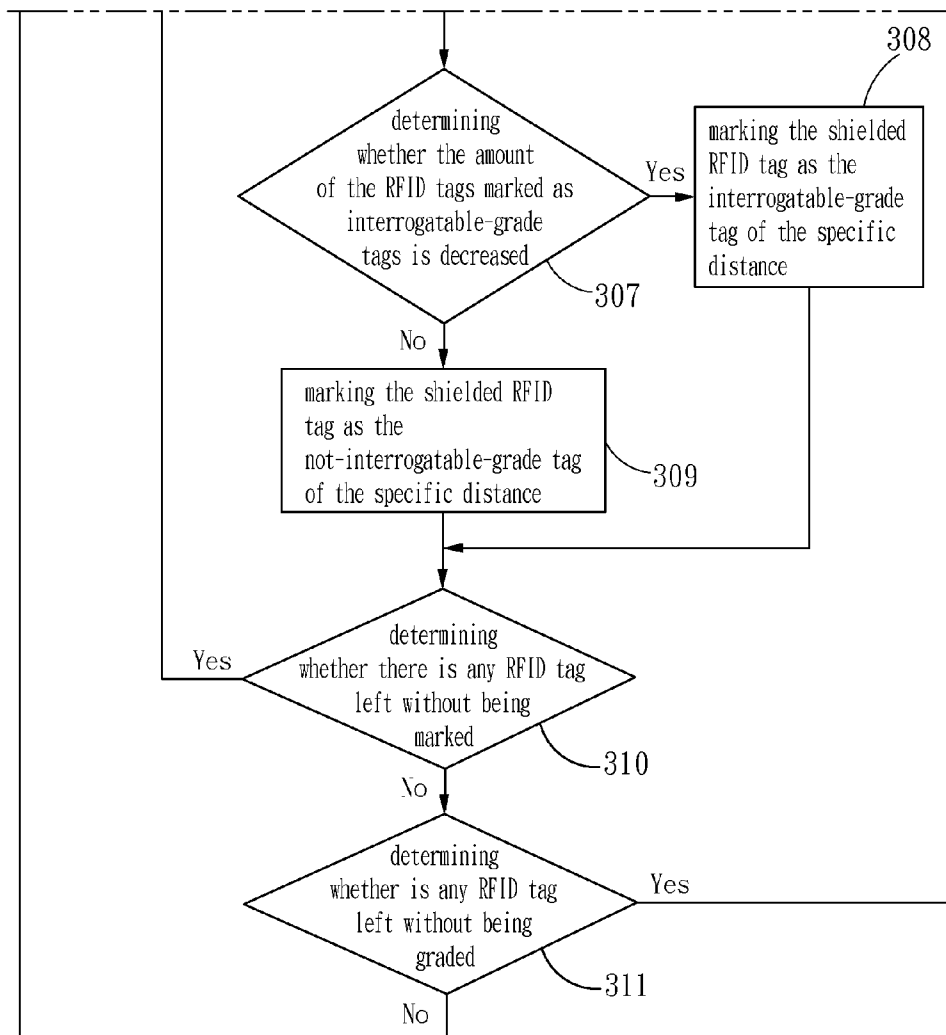 308
determining
whether the amount
of the RFID tags marked as
interrogatable-grade
tags is decreased
Yes
marking the shielded
RFID tag as the
interrogatable-grade
tag of the specific
distance
307
No
marking the shielded RFID
tag as the
not-interrogatable-grade tag
of the specific distance
309
determining
whether there is any RFID tag
left without being
marked
Yes
310
No
determining
whether is any RFID tag
left without being
graded
Yes
311
No